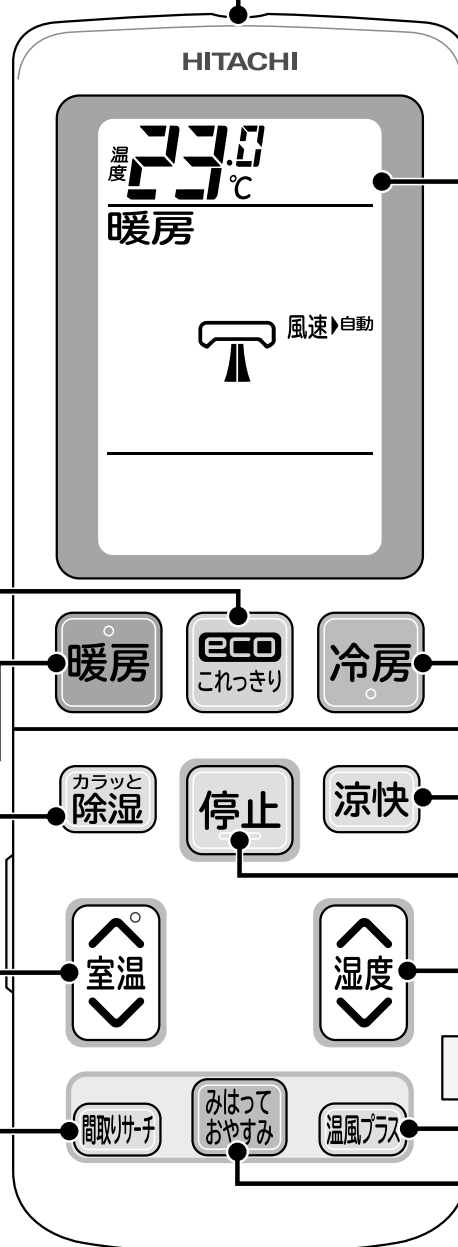 HITACHI
温度 23.0℃
暖房
風速▶自動
暖房
eco
これっきり
冷房
カラッと
除湿
停止
涼快
室温
湿度
間取りサーチ
みはって
おやすみ
温風プラス